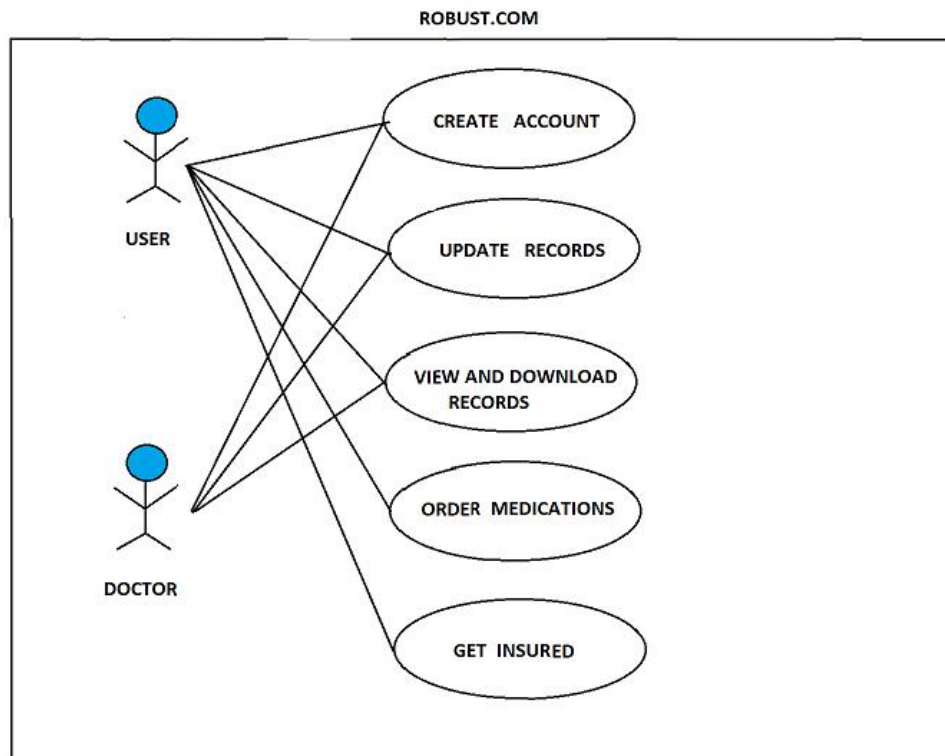 ROBUST.COM
CREATE ACCOUNT
USER
UPDATE RECORDS
VIEW AND DOWNLOAD
RECORDS
ORDER MEDICATIONS
DOCTOR
GET INSURED